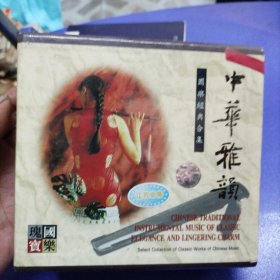 中華雅韻
國樂經典合集
CHINESE TRADITIONAL
INSTRUMENTAL MUSIC OF CLASSIC
ELEGANCE AND LINGERING CHARM
Select Collection of Classic Works of Chinese Music
國樂
瑰寶